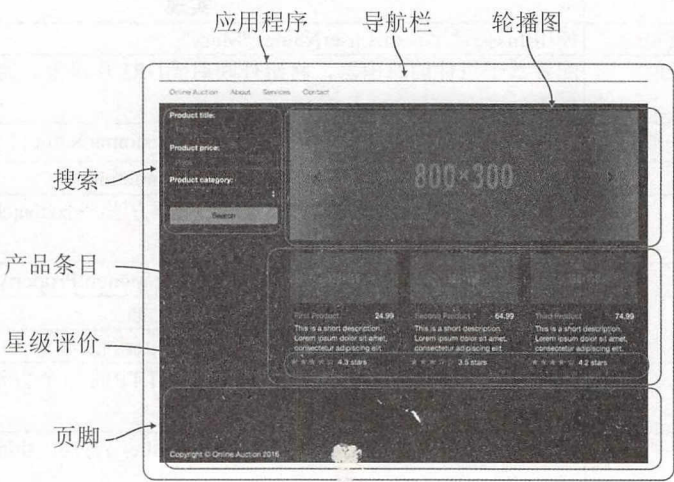 应用程序
导航栏
轮播图
Online Auction About Services Contact
Product title:
Product price:
Product category:
Search
800×300
搜索
产品条目
星级评价
页脚
First Product 24.99
Second Product 64.99
Third Product 74.99
This is a short description.
Lorem ipsum dolor sit amet,
consectetur adipiscing elit.
This is a short description.
Lorem ipsum dolor sit amet,
consectetur adipiscing elit.
This is a short description.
Lorem ipsum dolor sit amet,
consectetur adipiscing elit.
4.3 stars
3.5 stars
4.2 stars
Copyright © Online Auction 2016